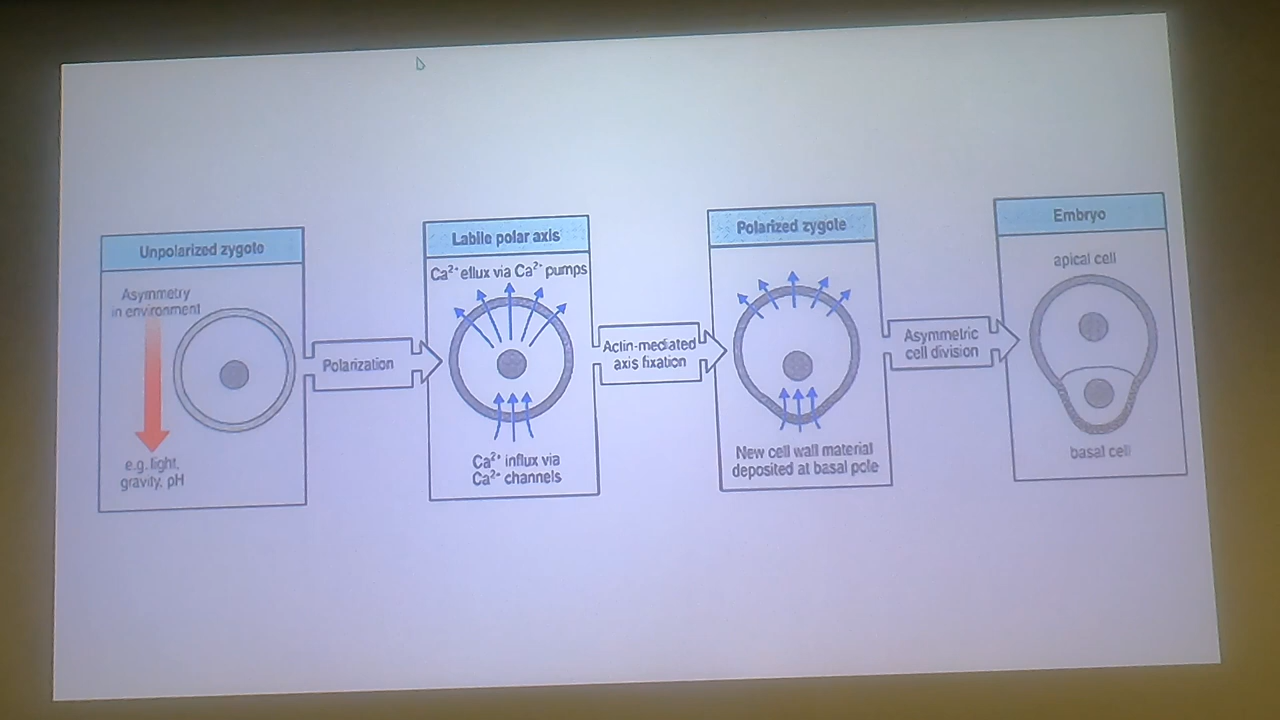 Unpolarized zygote
Asymmetry
in environment
e.g. light,
gravity, pH
Polarization
Labile polar axis
Ca²⁺ eflux via Ca²⁺ pumps
Ca²⁺ influx via
Ca²⁺ channels
Actin-mediated
axis fixation
Polarized zygote
New cell wall material
deposited at basal pole
Asymmetric
cell division
Embryo
apical cell
basal cell